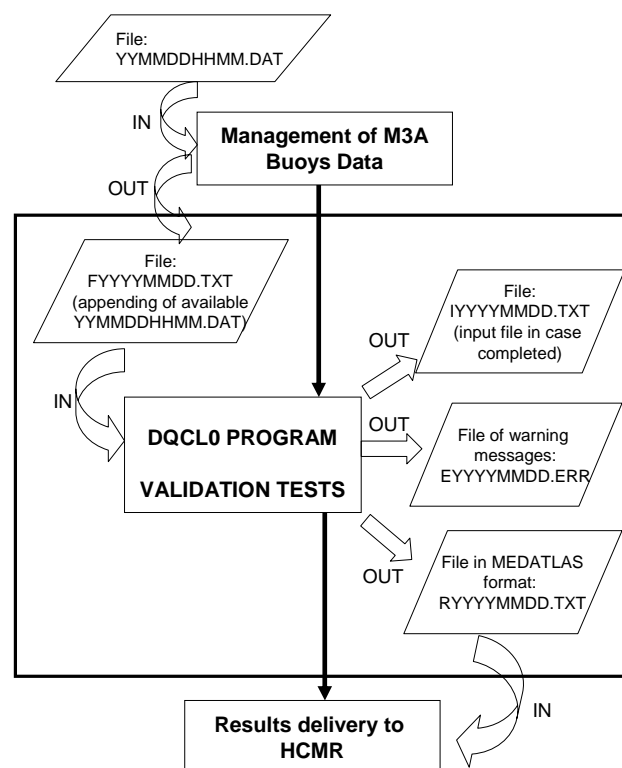 File:
YYMMDDHHMM.DAT
IN
Management of M3A
Buoys Data
OUT
File:
FYYYYMMDD.TXT
(appending of available
YYMMDDHHMM.DAT)
File:
IYYYYMMDD.TXT
(input file in case
completed)
OUT
IN
DQCL0 PROGRAM
VALIDATION TESTS
OUT
File of warning
messages:
EYYYYMMDD.ERR
OUT
File in MEDATLAS
format:
RYYYYMMDD.TXT
IN
Results delivery to
HCMR